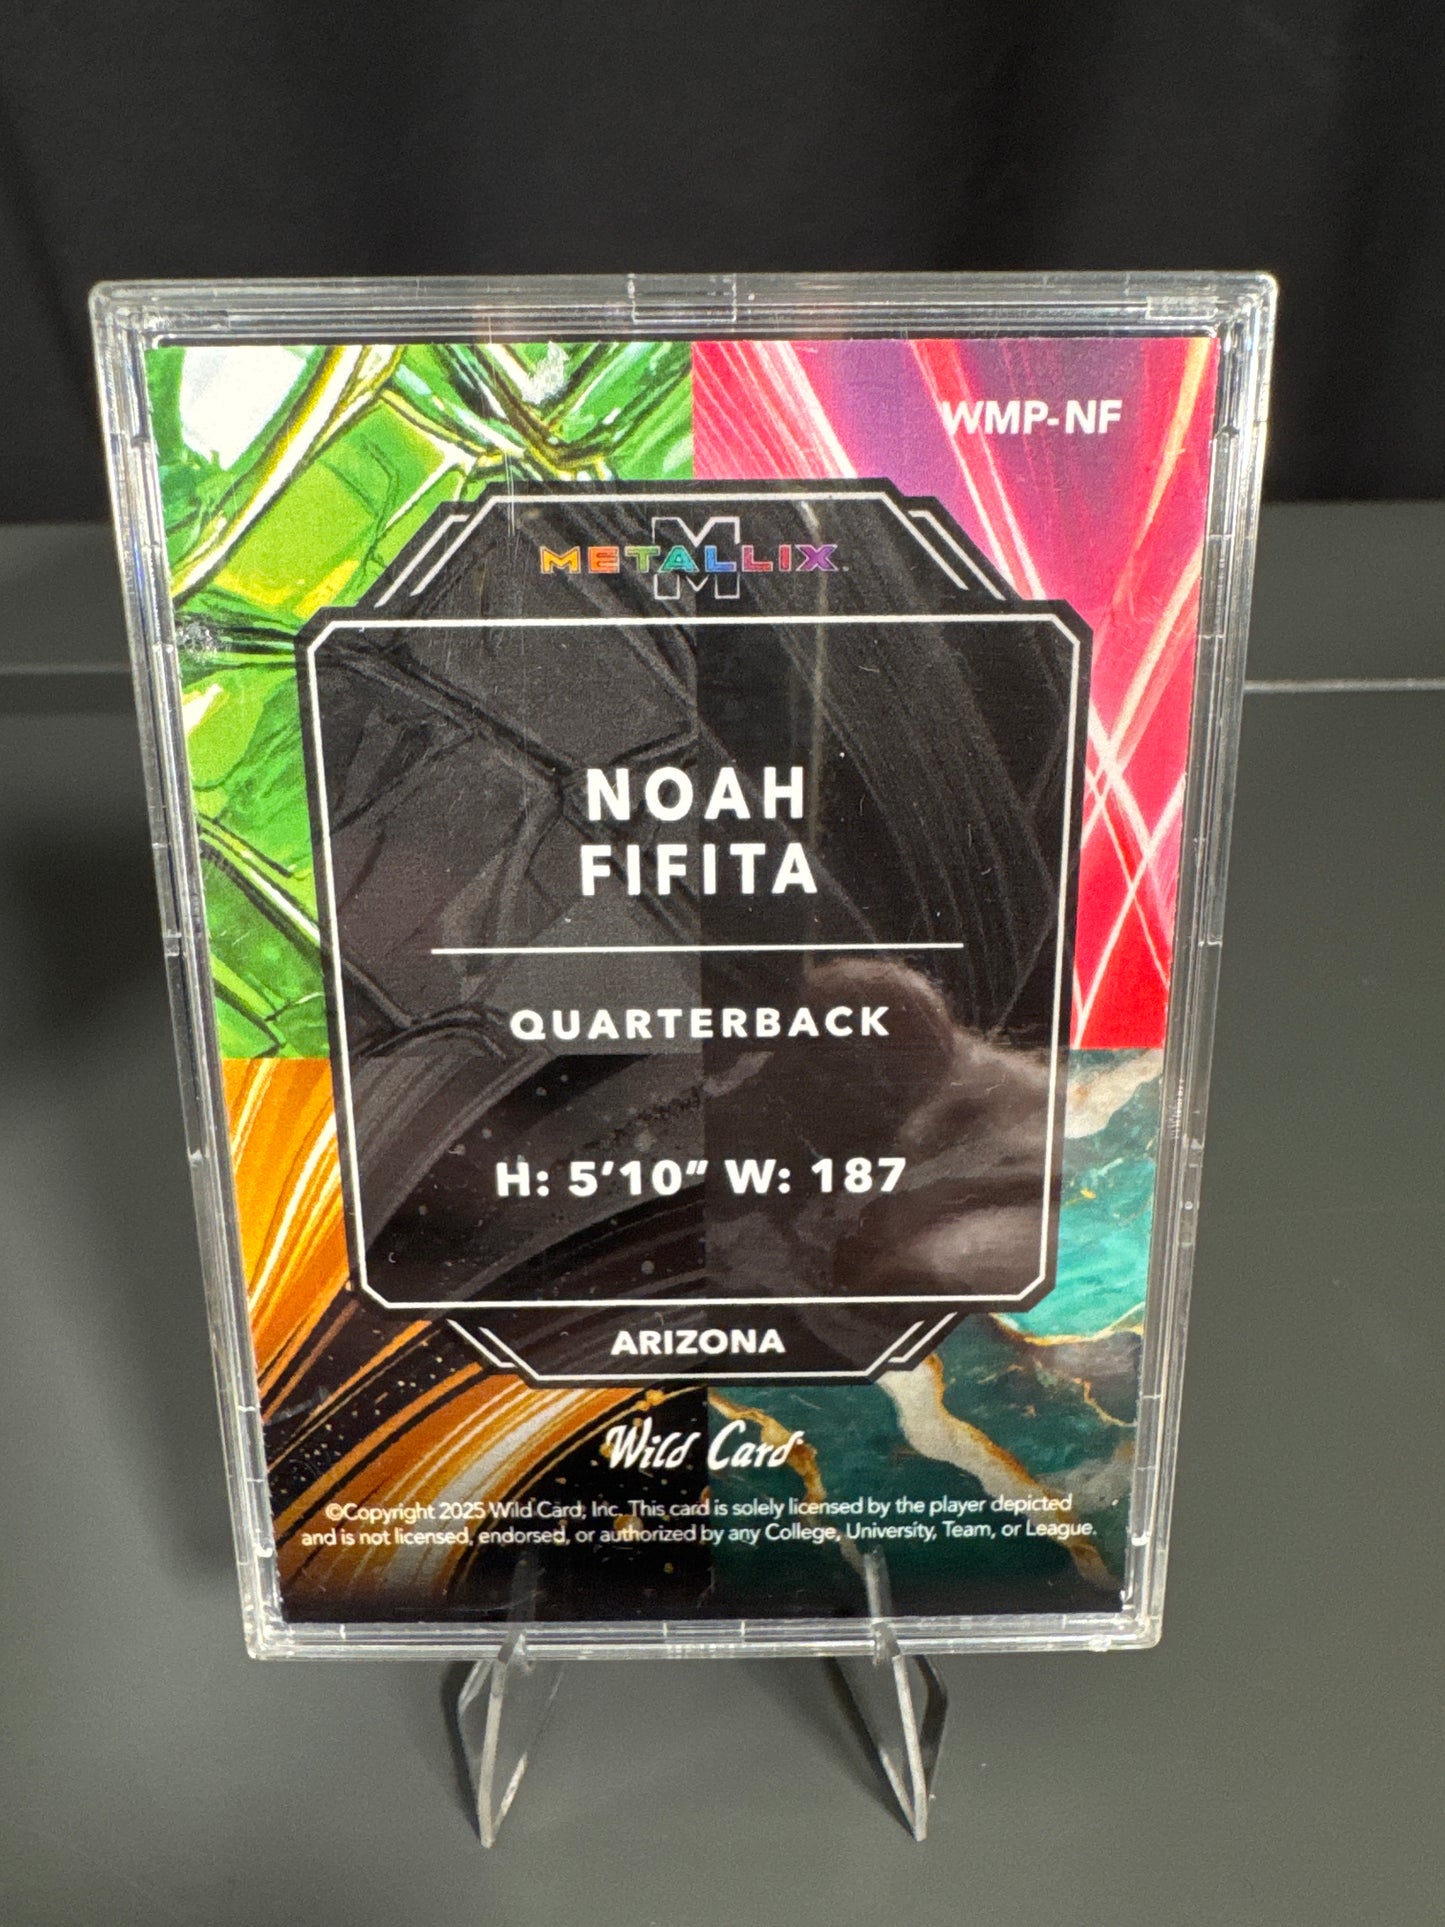 WMP-NF
M
METALLIX.
NOAH
FIFITA
QUARTERBACK
H: 5'10" W: 187
ARIZONA
Wild Card
©Copyright 2025 Wild Card, Inc. This card is solely licensed by the player depicted
and is not licensed, endorsed, or authorized by any College, University, Team, or League.